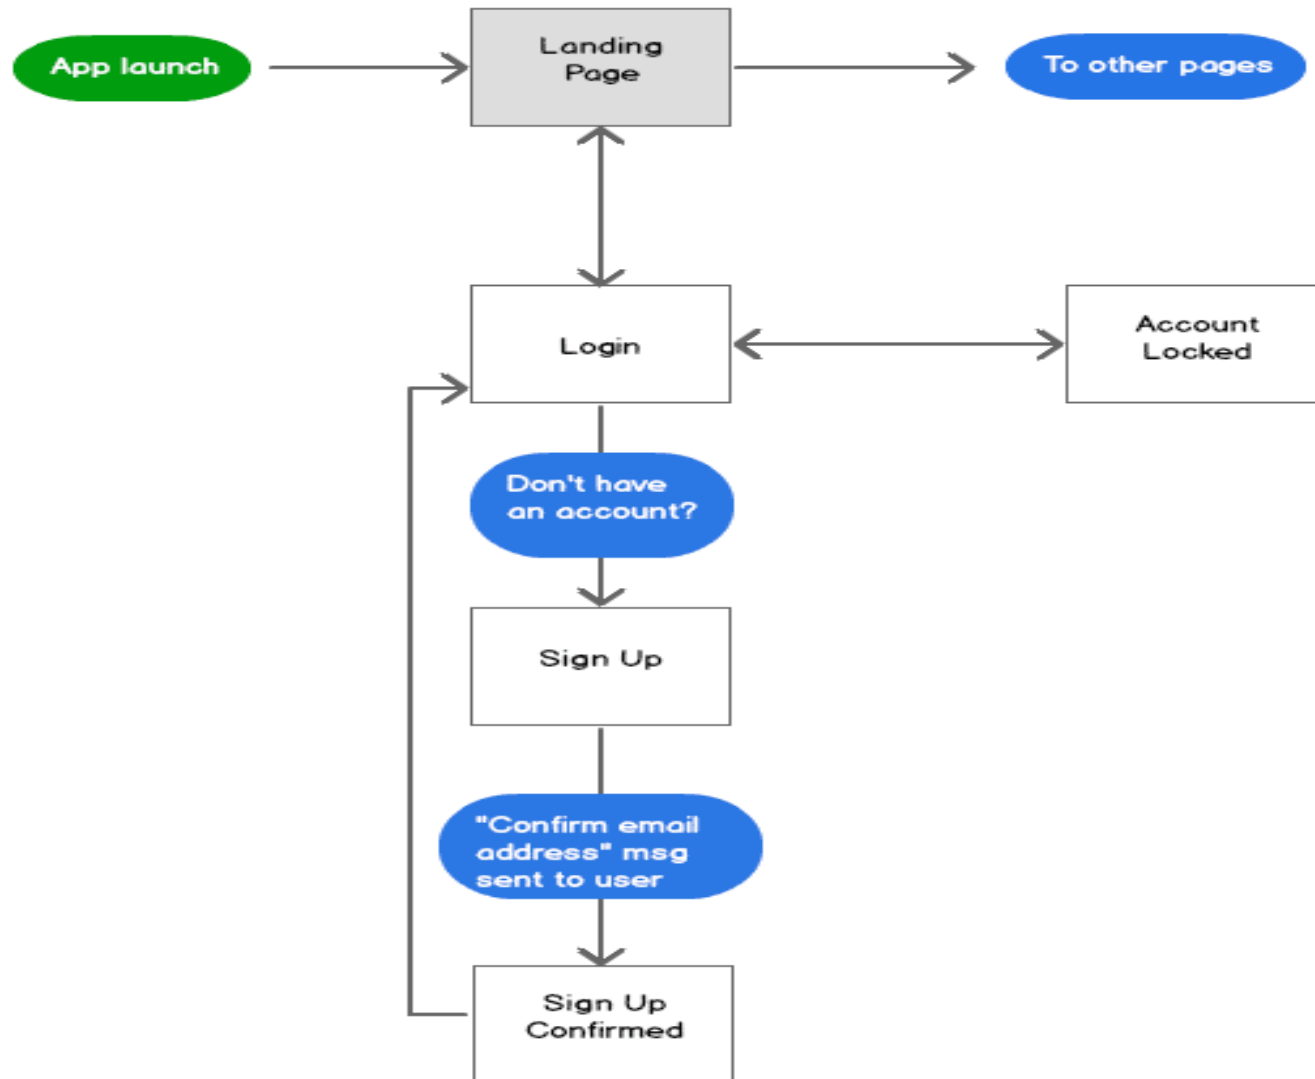 App launch
Landing
Page
To other pages
Login
Account
Locked
Don't have
an account?
Sign Up
"Confirm email
address" msg
sent to user
Sign Up
Confirmed